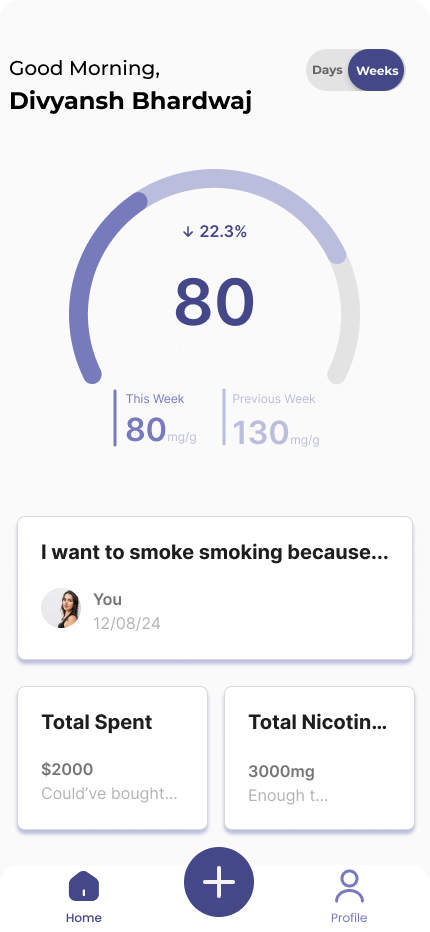 Good Morning,
Divyansh Bhardwaj
Days Weeks
↓ 22.3%
80
This Week
80mg/g
Previous Week
130mg/g
I want to smoke smoking because...
You
12/08/24
Total Spent
$2000
Could’ve bought...
Total Nicotin...
3000mg
Enough t...
Home
Profile